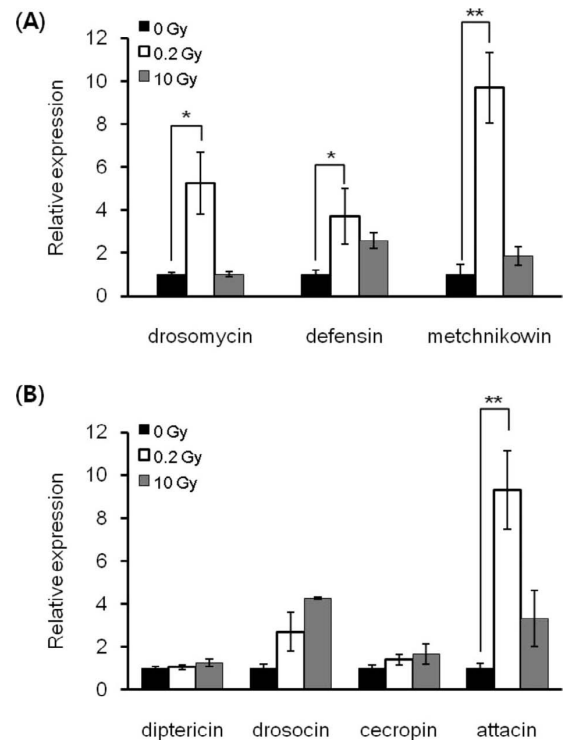 (A)
0 Gy
0.2 Gy
10 Gy
Relative expression
12
10
8
6
4
2
0
*
*
**
drosomycin defensin metchnikowin
(B)
0 Gy
0.2 Gy
10 Gy
Relative expression
12
10
8
6
4
2
0
**
diptericin drosocin cecropin attacin